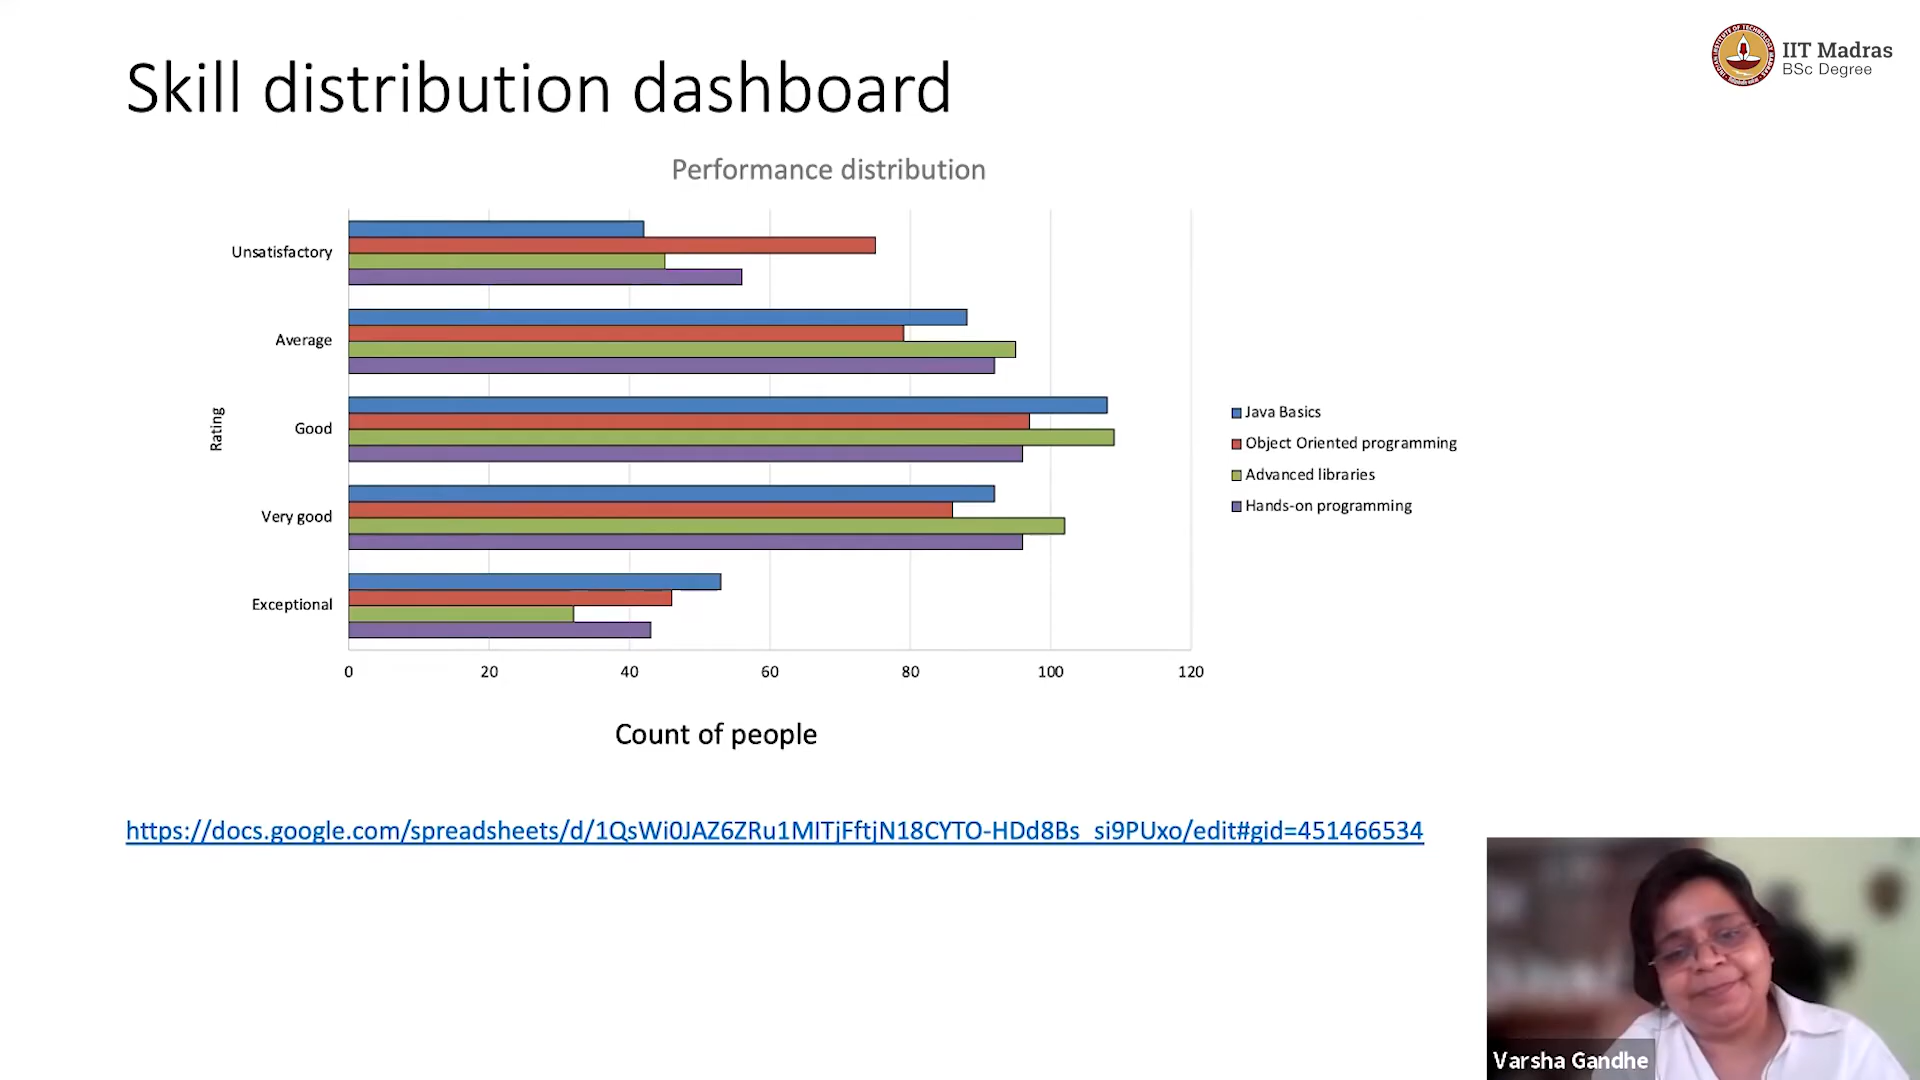 Skill distribution dashboard
IIT Madras
BSc Degree
Performance distribution
Unsatisfactory
Average
Good
Very good
Exceptional
Rating
0 20 40 60 80 100 120
Count of people
Java Basics
Object Oriented programming
Advanced libraries
Hands-on programming
https://docs.google.com/spreadsheets/d/1QsWi0JAZ6ZRu1MITjFftjN18CYTO-HDd8Bs_si9PUxo/edit#gid=451466534
Varsha Gandhe